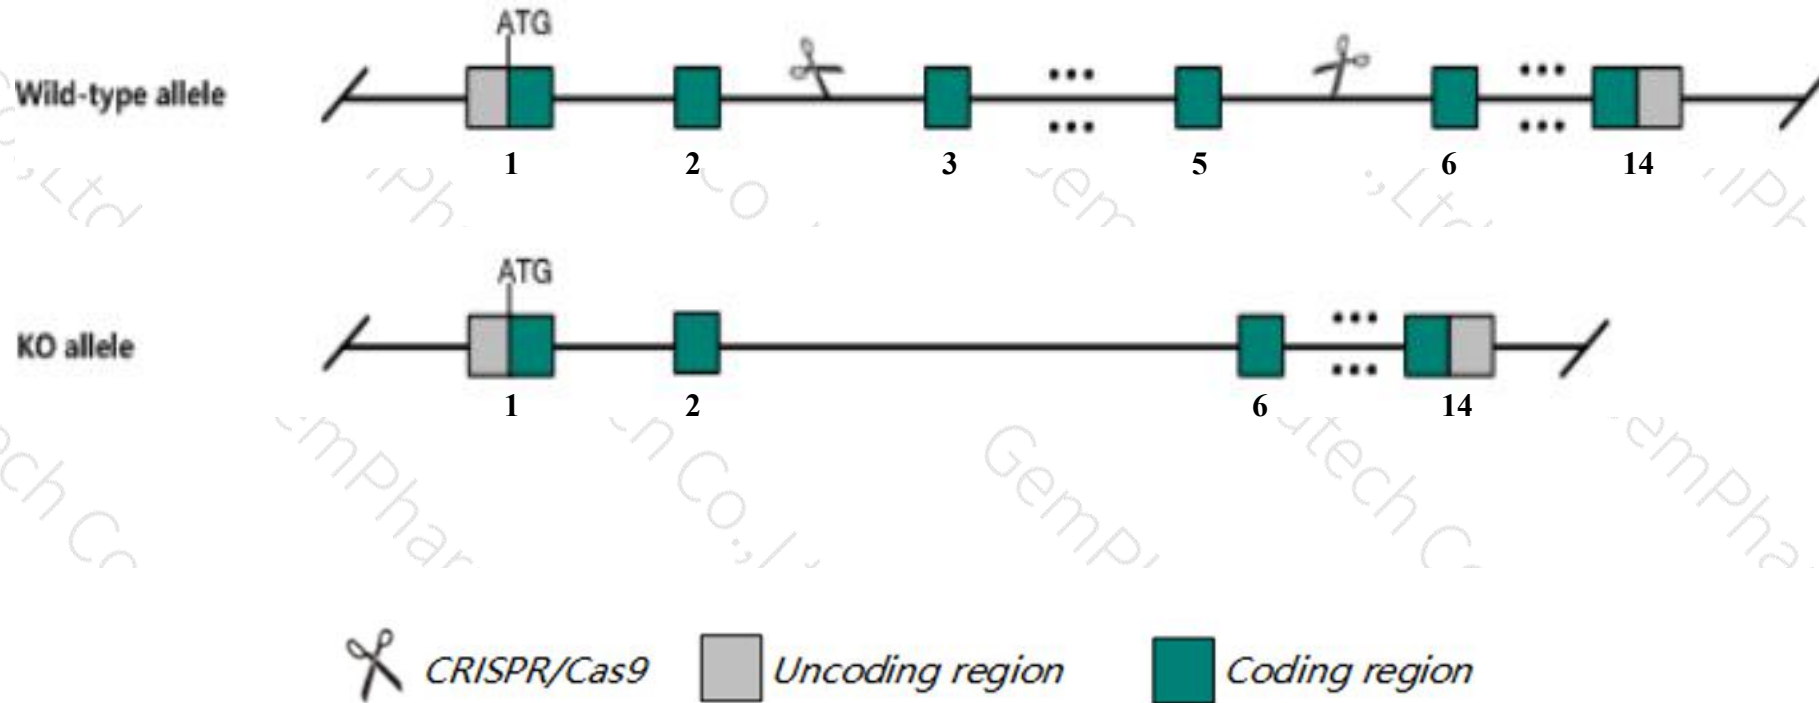 ATG
Wild-type allele
... ...
... ...
1 2 3 5 6 14
ATG
KO allele
...
...
1 2 6 14
CRISPR/Cas9 Uncoding region Coding region
GemPh